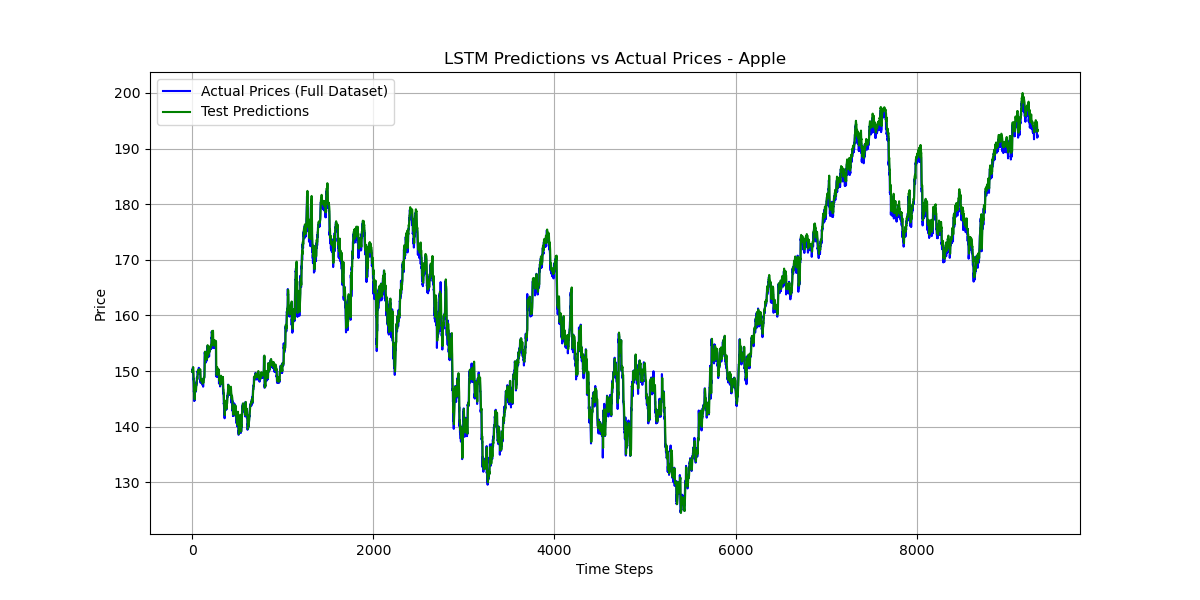 LSTM Predictions vs Actual Prices - Apple
Actual Prices (Full Dataset)
Test Predictions
200
190
180
170
160
150
140
130
Price
0 2000 4000 6000 8000
Time Steps